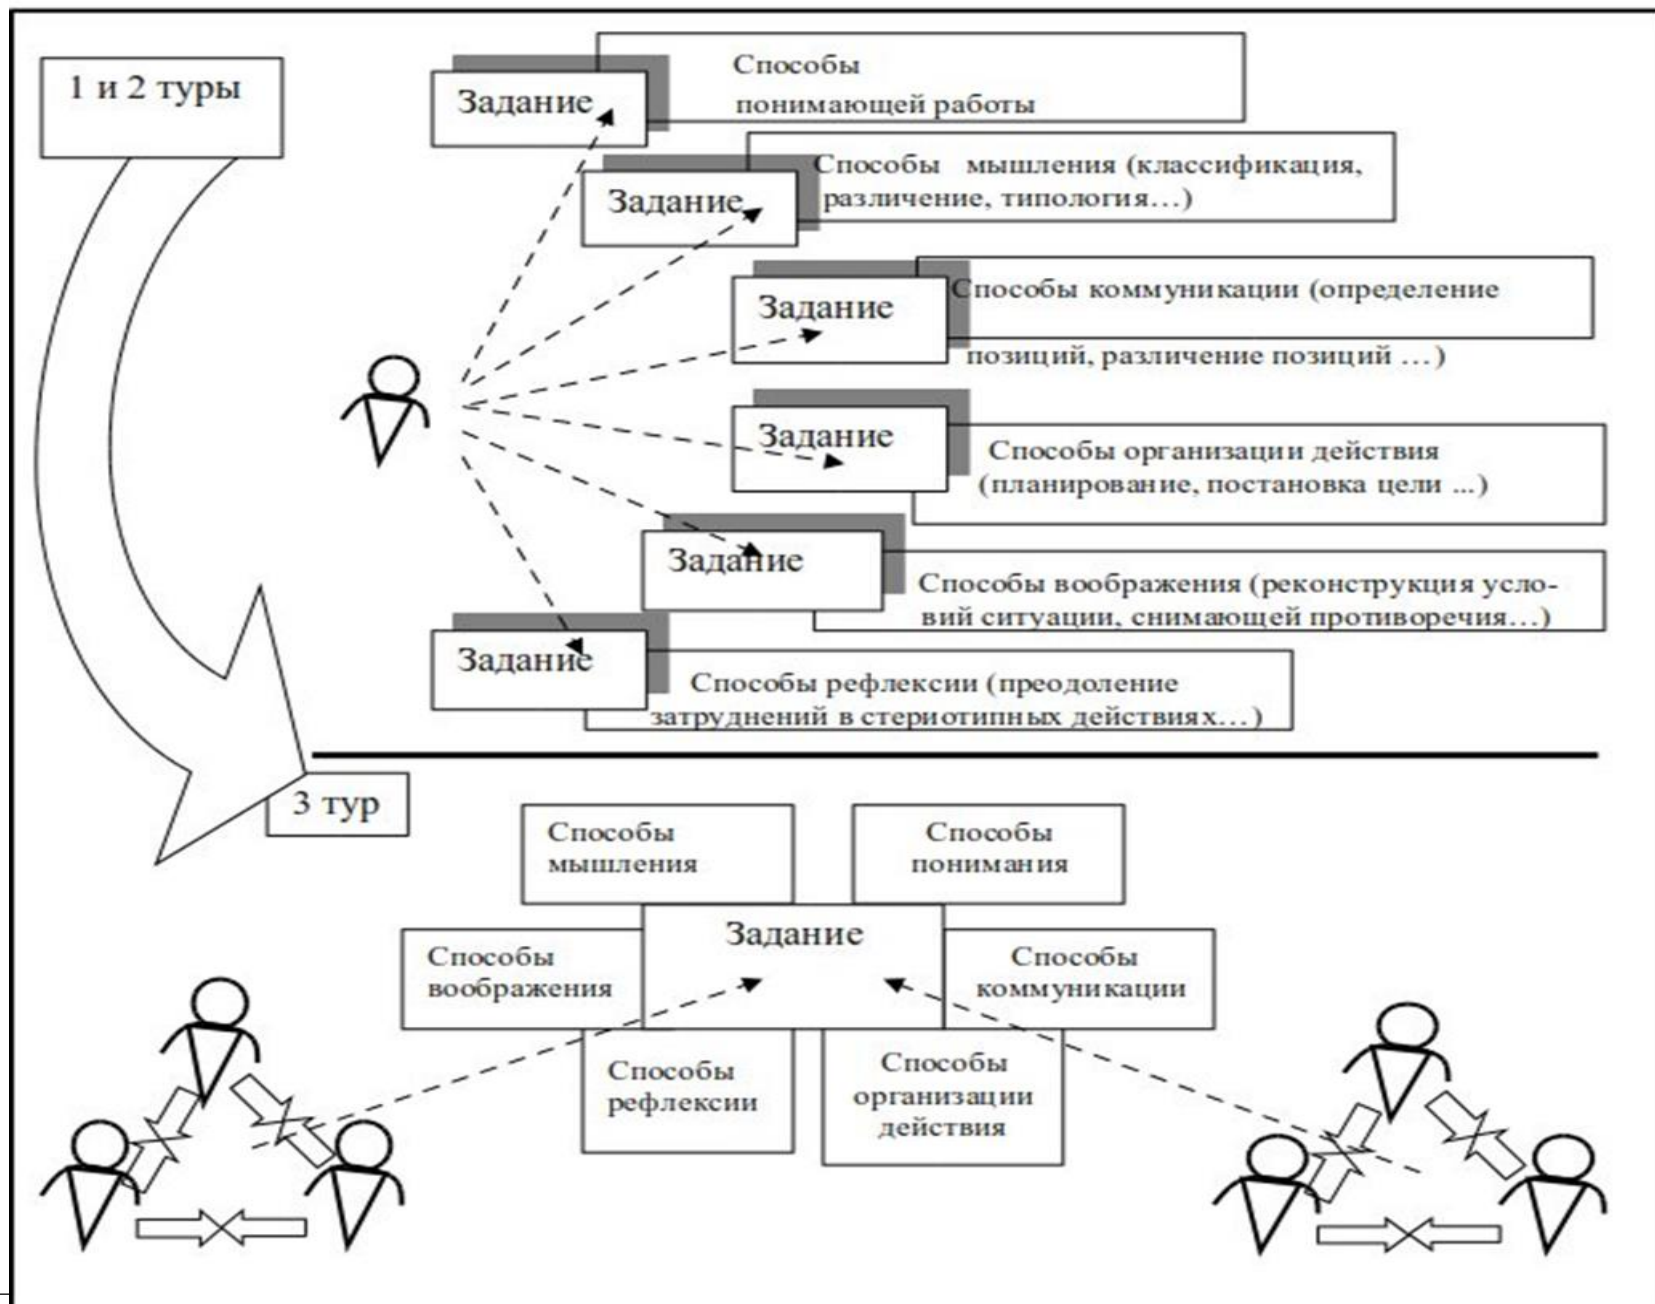 1 и 2 туры
Задание
Способы
понимающей работы
Задание
Способы мышления (классификация,
различение, типология…)
Задание
Способы коммуникации (определение
позиций, различение позиций …)
Задание
Способы организации действия
(планирование, постановка цели ...)
Задание
Способы воображения (реконструкция усло-
вий ситуации, снимающей противоречия…)
Задание
Способы рефлексии (преодоление
затруднений в стериотипных действиях…)
3 тур
Способы
мышления
Способы
понимания
Задание
Способы
воображения
Способы
коммуникации
Способы
рефлексии
Способы
организации
действия